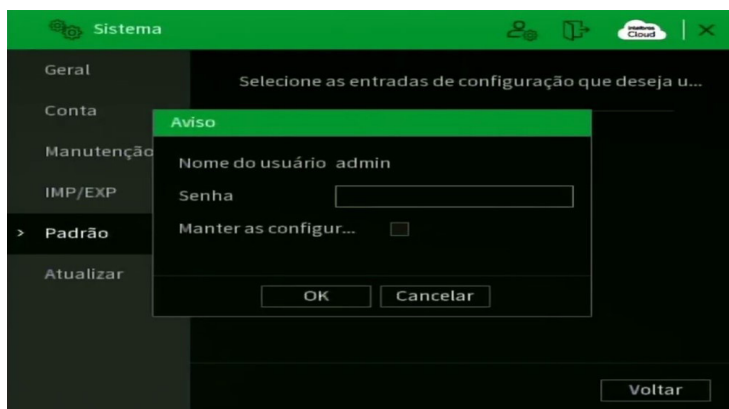 Sistema
intelbras
Cloud
Geral
Selecione as entradas de configuração que deseja u...
Conta
Aviso
Manutenção
Nome do usuário admin
IMP/EXP
Senha
> Padrão
Manter as configur...
Atualizar
OK
Cancelar
Voltar